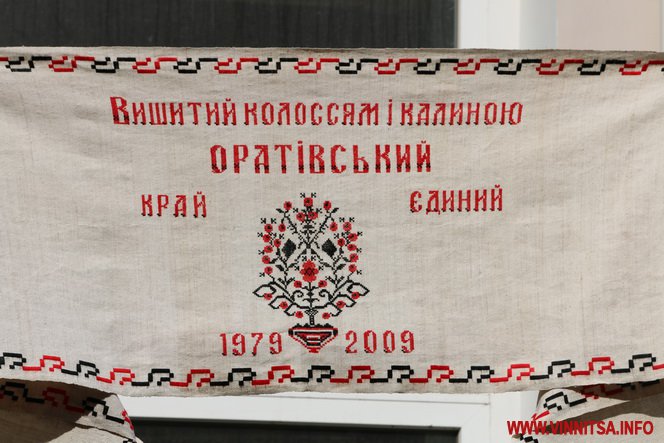 Вишитий колоссям і калиною
ОРАТІВСЬКИЙ
КРАЙ ЄДИНИЙ
1979 2009
WWW.VINNITSA.INFO